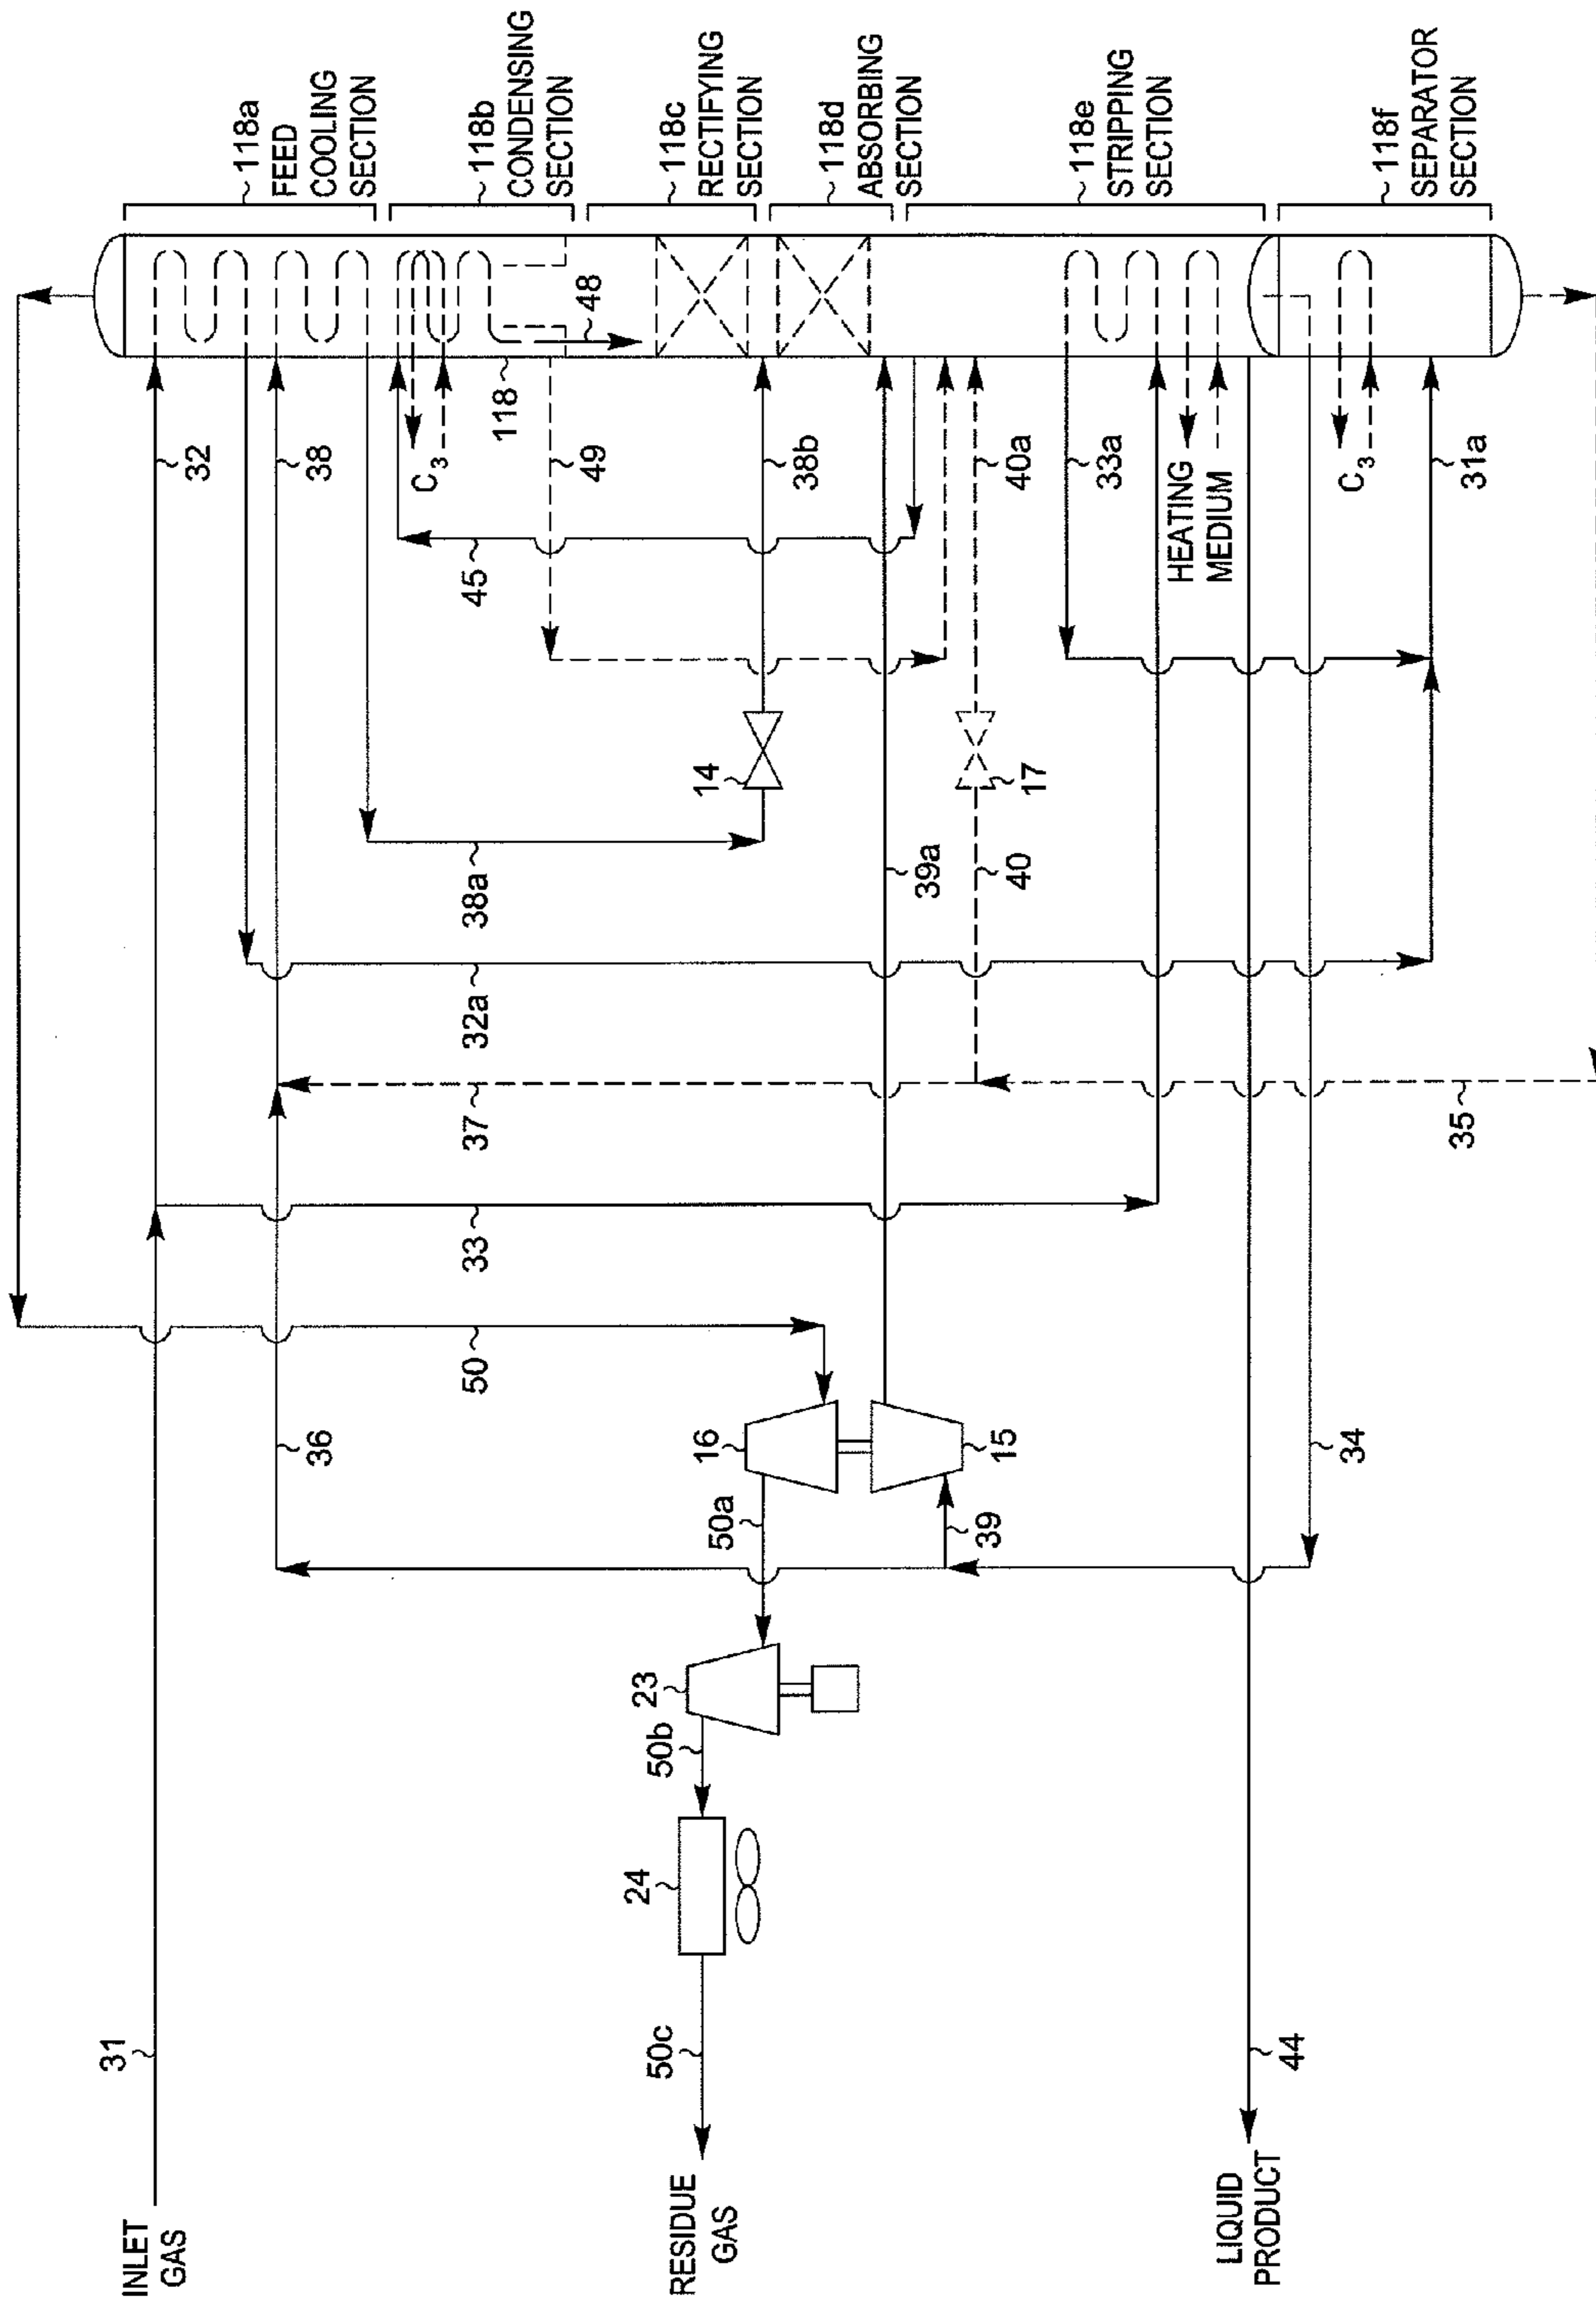 118a
FEED
COOLING
SECTION
118b
CONDENSING
SECTION
118c
RECTIFYING
SECTION
118d
ABSORBING
SECTION
118e
STRIPPING
SECTION
118f
SEPARATOR
SECTION
32
38
C3
118
48
49
45
38b
40a
33a
HEATING
MEDIUM
C3
31a
14
17
38a
39a
40
32a
37
35
33
50
36
16
15
34
50a
39
23
50b
24
50c
31
44
INLET
GAS
RESIDUE
GAS
LIQUID
PRODUCT